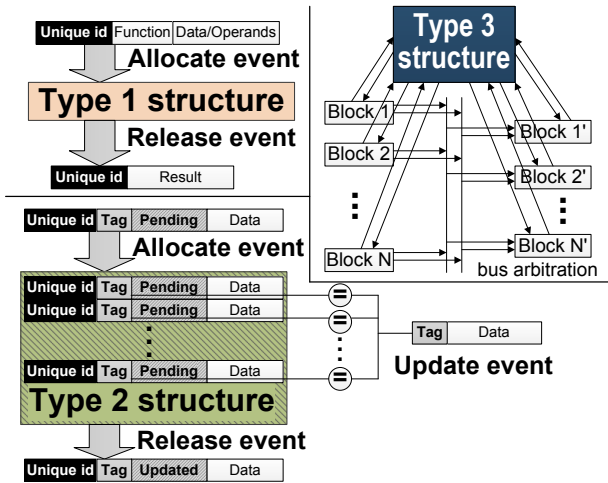 Unique id Function Data/Operands
Allocate event
Type 1 structure
Release event
Unique id Result
Unique id Tag Pending Data
Allocate event
Unique id Tag Pending Data
Unique id Tag Pending Data
Unique id Tag Pending Data
Type 2 structure
Release event
Unique id Tag Updated Data
=
=
=
Tag Data
Update event
Type 3
structure
Block 1
Block 1'
Block 2
Block 2'
Block N
Block N'
bus arbitration